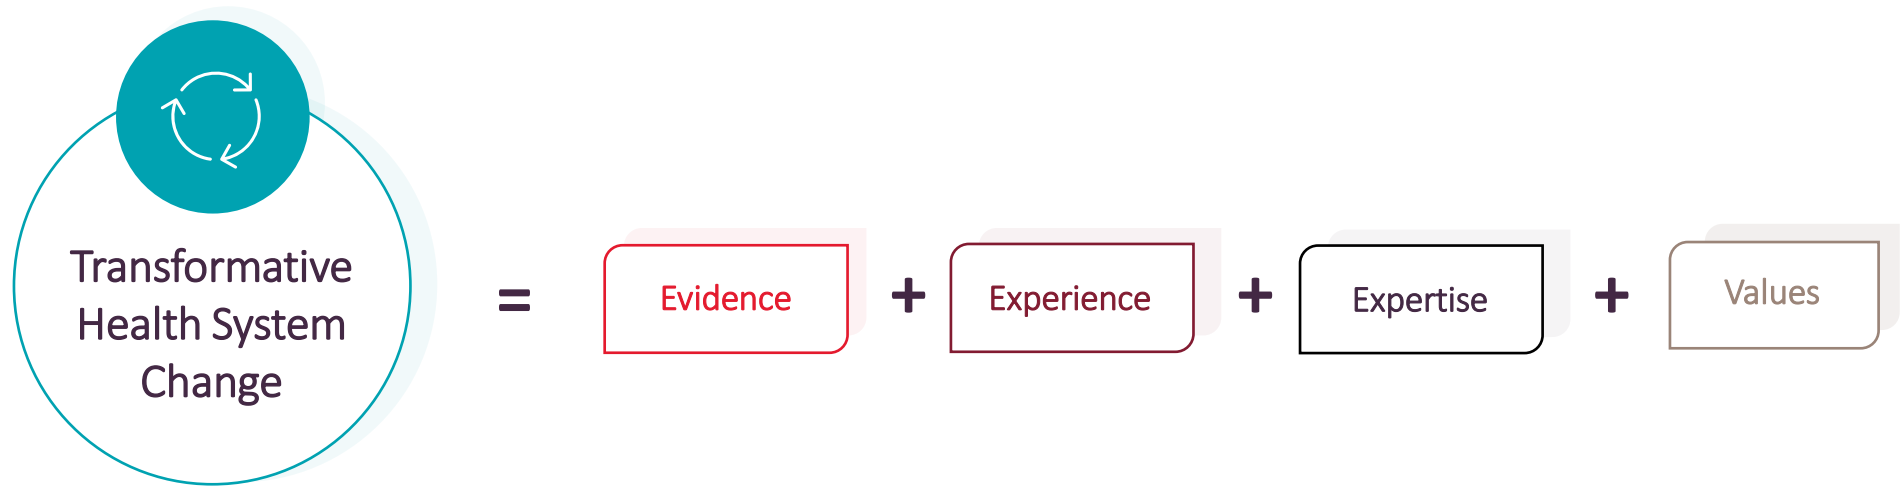 Transformative
Health System
Change
=
Evidence
+
Experience
+
Expertise
+
Values